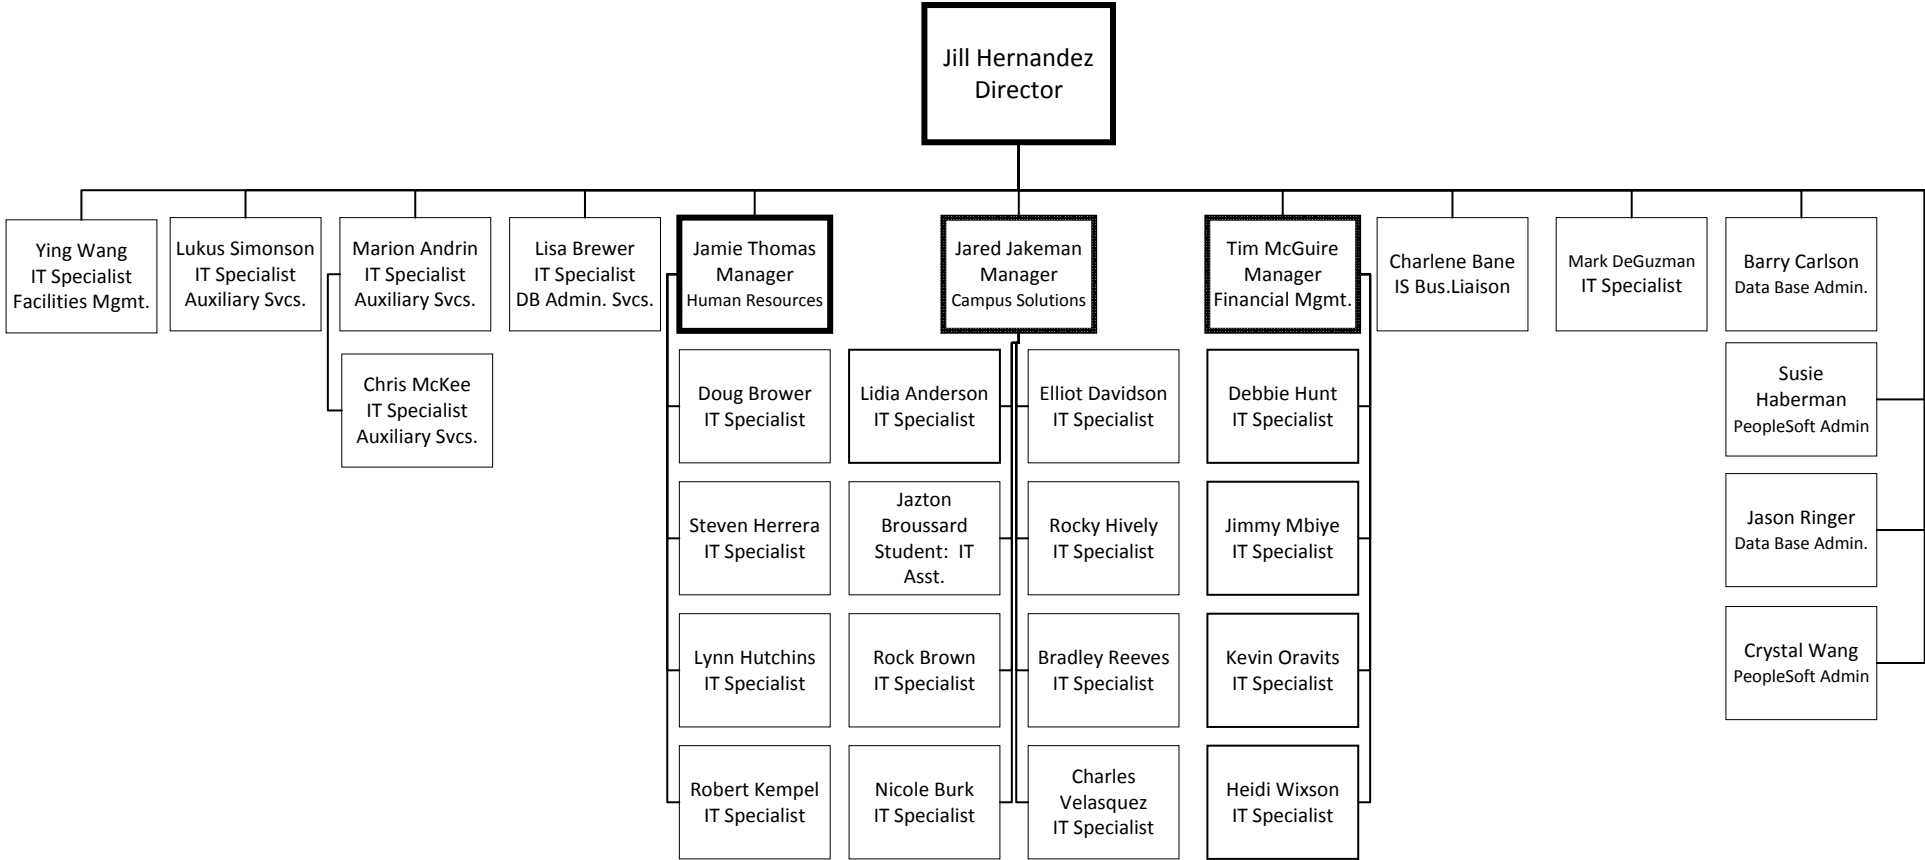 Jill Hernandez
Director
Ying Wang
IT Specialist
Facilities Mgmt.
Lukus Simonson
IT Specialist
Auxiliary Svcs.
Marion Andrin
IT Specialist
Auxiliary Svcs.
Lisa Brewer
IT Specialist
DB Admin. Svcs.
Jamie Thomas
Manager
Human Resources
Jared Jakeman
Manager
Campus Solutions
Tim McGuire
Manager
Financial Mgmt.
Charlene Bane
IS Bus.Liaison
Mark DeGuzman
IT Specialist
Barry Carlson
Data Base Admin.
Chris McKee
IT Specialist
Auxiliary Svcs.
Doug Brower
IT Specialist
Lidia Anderson
IT Specialist
Elliot Davidson
IT Specialist
Debbie Hunt
IT Specialist
Susie
Haberman
PeopleSoft Admin
Steven Herrera
IT Specialist
Jazton
Broussard
Student:  IT
Asst.
Rocky Hively
IT Specialist
Jimmy Mbiye
IT Specialist
Jason Ringer
Data Base Admin.
Lynn Hutchins
IT Specialist
Rock Brown
IT Specialist
Bradley Reeves
IT Specialist
Kevin Oravits
IT Specialist
Crystal Wang
PeopleSoft Admin
Robert Kempel
IT Specialist
Nicole Burk
IT Specialist
Charles
Velasquez
IT Specialist
Heidi Wixson
IT Specialist